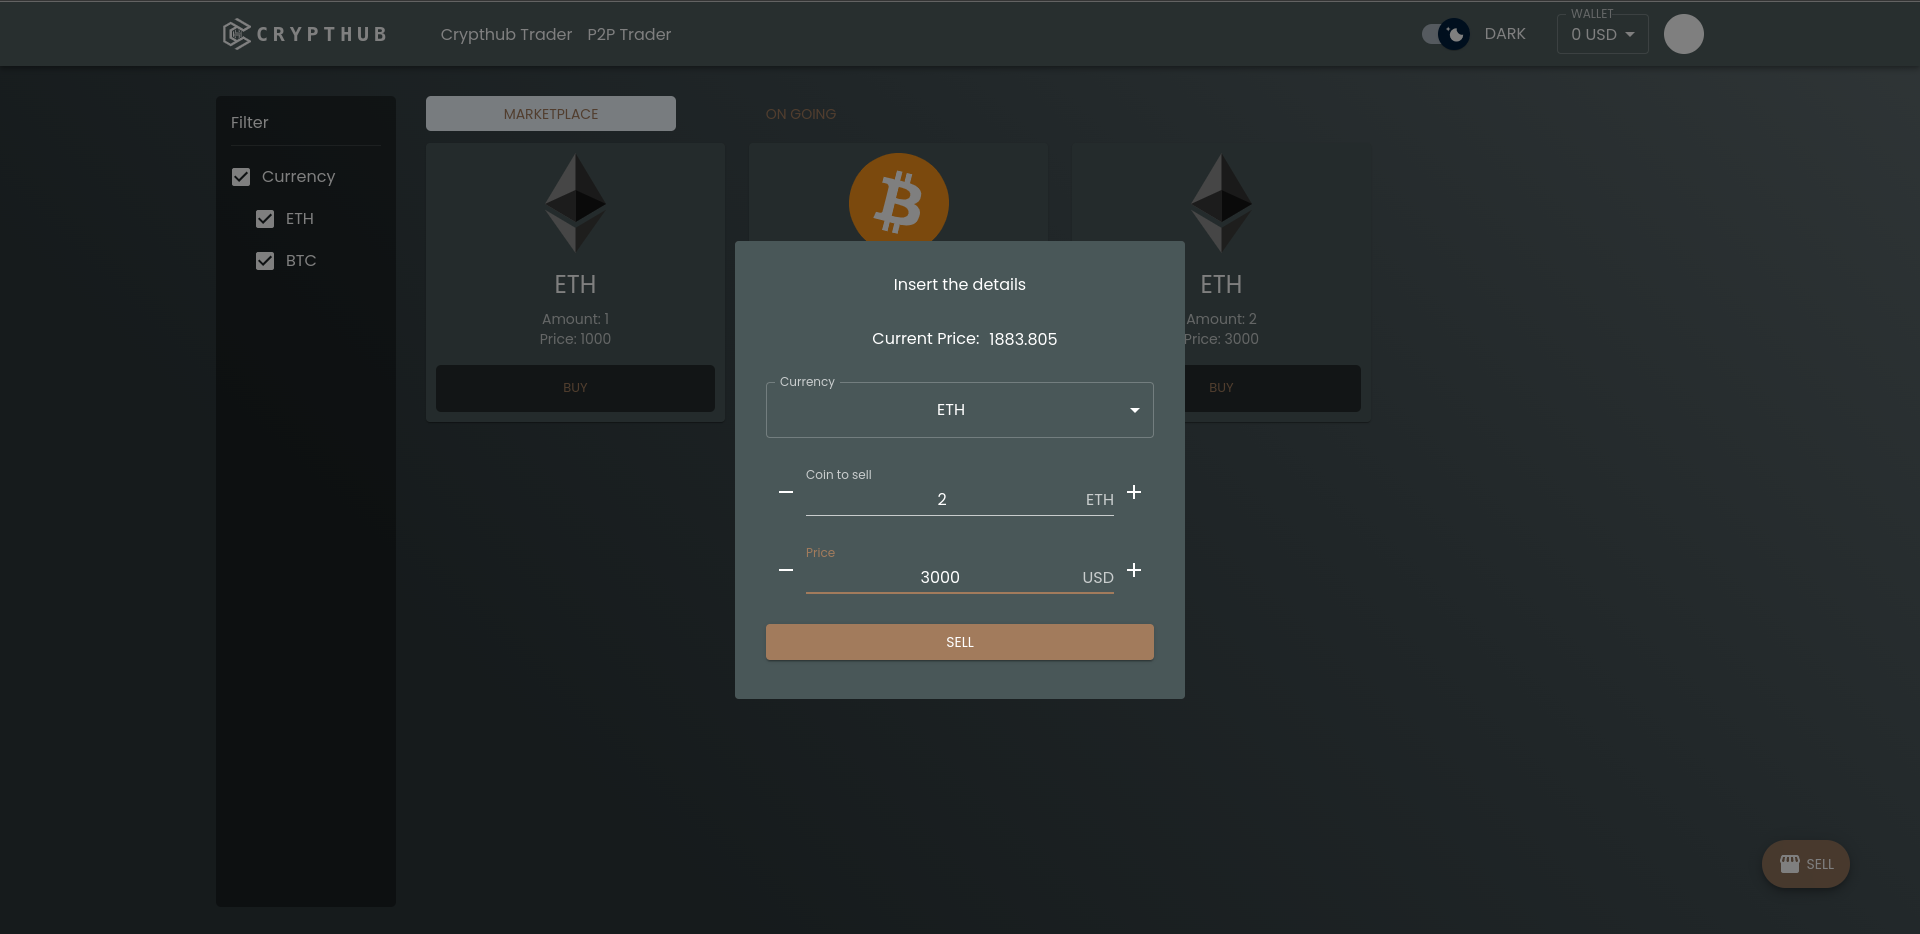 CRYPTHUB
Crypthub Trader
P2P Trader
DARK
WALLET
0 USD
Filter
Currency
ETH
BTC
MARKETPLACE
ON GOING
ETH
Amount: 1
Price: 1000
BUY
ETH
Amount: 2
Price: 3000
BUY
Insert the details
Current Price: 1883.805
Currency
ETH
Coin to sell
2 ETH
Price
3000 USD
SELL
SELL